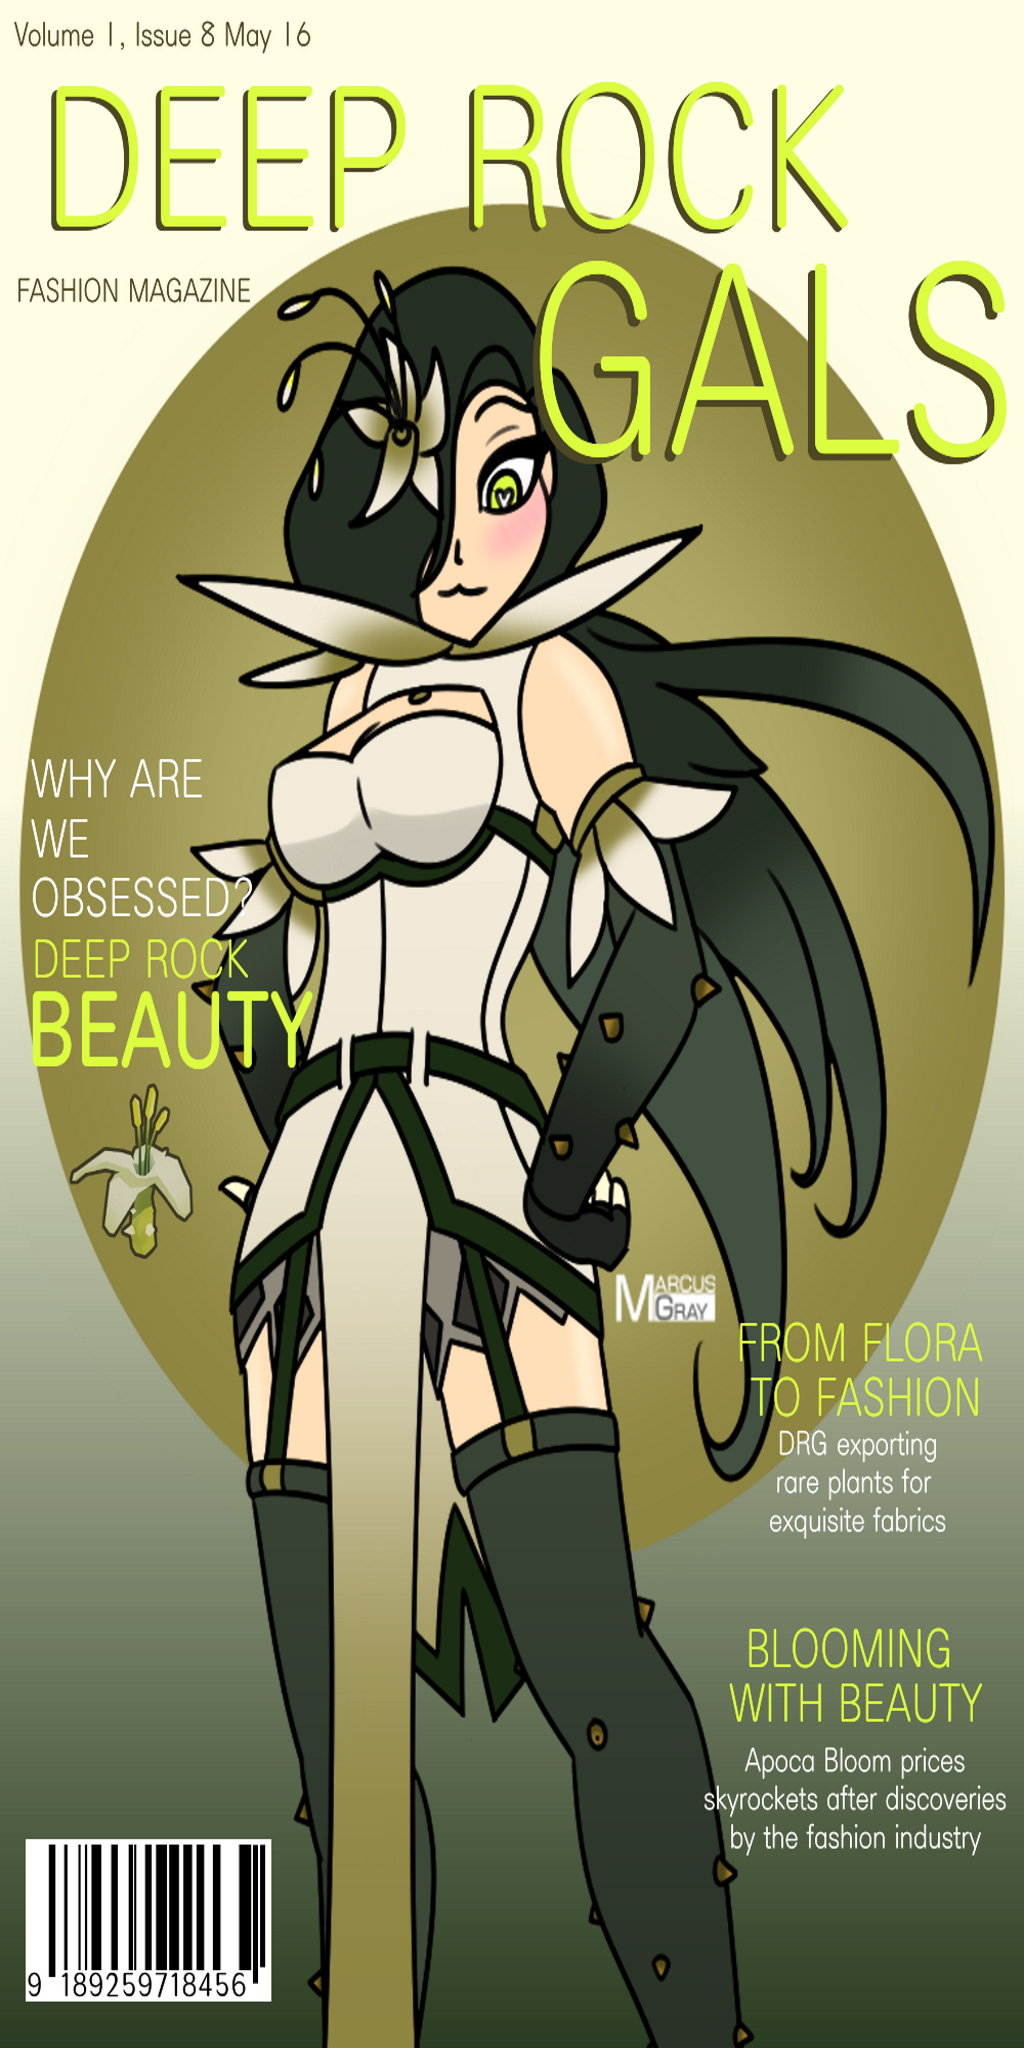 Volume 1, Issue 8 May 16
DEEP ROCK
GALS
FASHION MAGAZINE
WHY ARE
WE
OBSESSED?
DEEP ROCK
BEAUTY
MARCUS
GRAY
FROM FLORA
TO FASHION
DRG exporting
rare plants for
exquisite fabrics
BLOOMING
WITH BEAUTY
Apoca Bloom prices
skyrockets after discoveries
by the fashion industry
9 189259718456